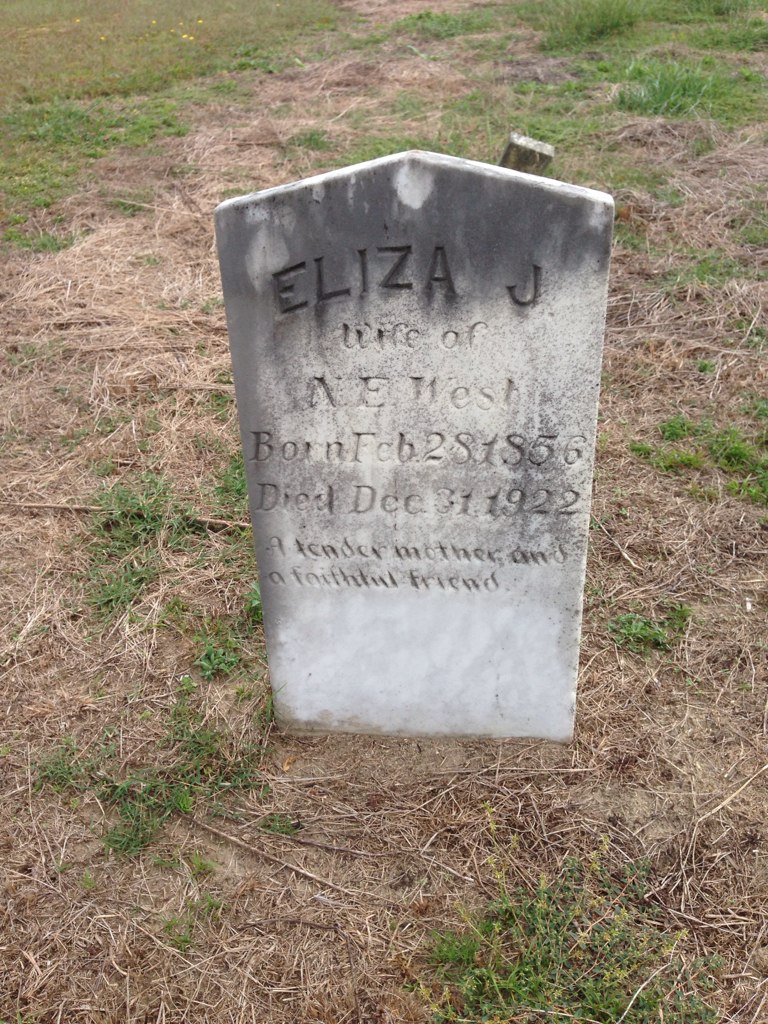 ELIZA J
Wife of
N.E. West
Born Feb. 28, 1856
Died Dec. 31, 1922
A tender mother and
a faithful friend.